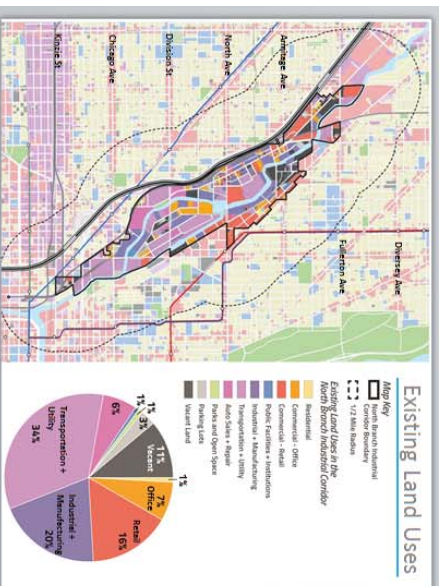 Existing Land Uses
Map Key
North Branch Industrial
Corridor Boundary
1/2 Mile Radius
Existing Land Uses in the
North Branch Industrial Corridor
Residential
Commercial - Office
Commercial - Retail
Public Facilities + Institutions
Industrial + Manufacturing
Transportation + Utility
Auto Sales + Repair
Parks and Open Space
Parking Lots
Vacant Land
Diversey Ave
Fullerton Ave
Armitage Ave
North Ave
Division St
Chicago Ave
Kinzie St
1%
7%
Office
Retail
16%
Industrial +
Manufacturing
20%
Transportation +
Utility
34%
6%
1%
1%
3%
11%
Vacant